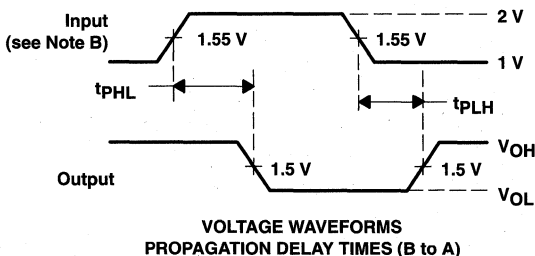 Input
(see Note B)
1.55 V
1.55 V
2 V
1 V
tPHL
tPLH
Output
1.5 V
1.5 V
VOH
VOL
VOLTAGE WAVEFORMS
PROPAGATION DELAY TIMES (B to A)